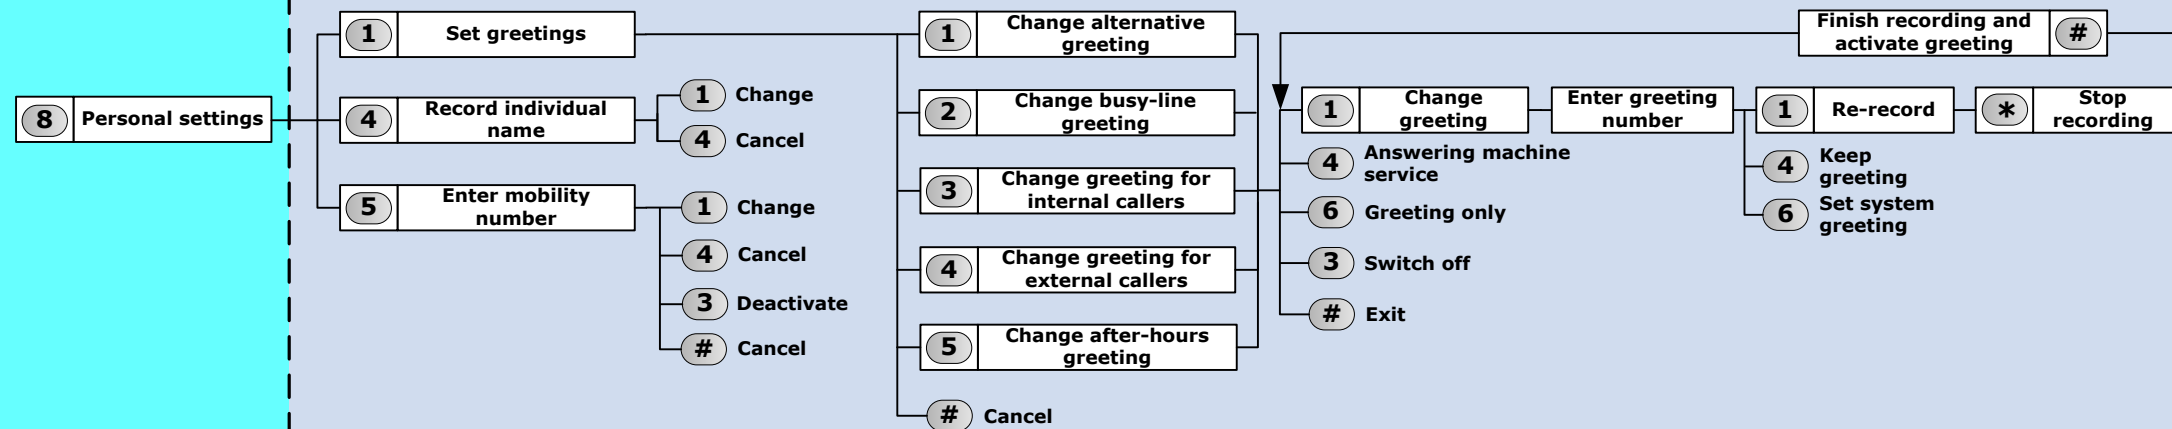 8 Personal settings
1 Set greetings
4 Record individual
name
1 Change
4 Cancel
5 Enter mobility
number
1 Change
4 Cancel
3 Deactivate
# Cancel
1 Change alternative
greeting
2 Change busy-line
greeting
3 Change greeting for
internal callers
4 Change greeting for
external callers
5 Change after-hours
greeting
# Cancel
Finish recording and
activate greeting #
1 Change
greeting
Enter greeting
number
1 Re-record
* Stop
recording
4 Answering machine
service
6 Greeting only
3 Switch off
# Exit
4 Keep
greeting
6 Set system
greeting